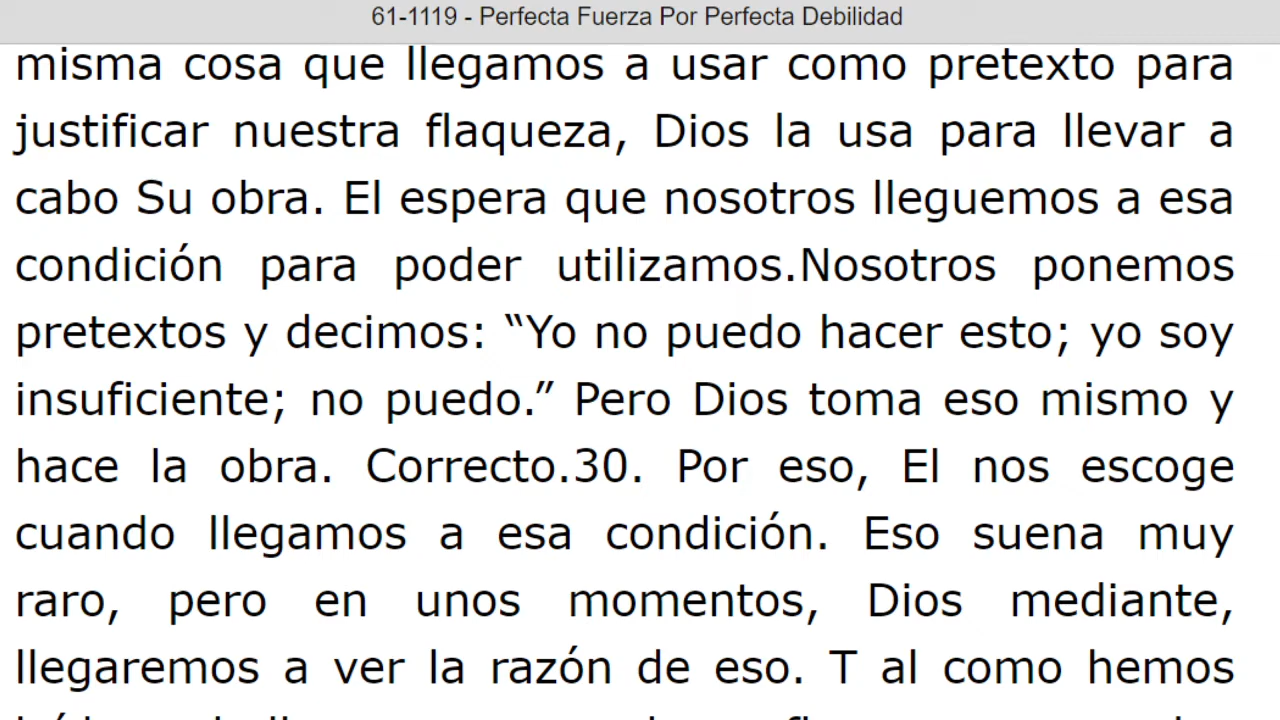 61-1119 - Perfecta Fuerza Por Perfecta Debilidad
misma cosa que llegamos a usar como pretexto para
justificar nuestra flaqueza, Dios la usa para llevar a
cabo Su obra. El espera que nosotros lleguemos a esa
condición para poder utilizamos.Nosotros ponemos
pretextos y decimos: “Yo no puedo hacer esto; yo soy
insuficiente; no puedo.” Pero Dios toma eso mismo y
hace la obra. Correcto.30. Por eso, El nos escoge
cuando llegamos a esa condición. Eso suena muy
raro, pero en unos momentos, Dios mediante,
llegaremos a ver la razón de eso. T al como hemos